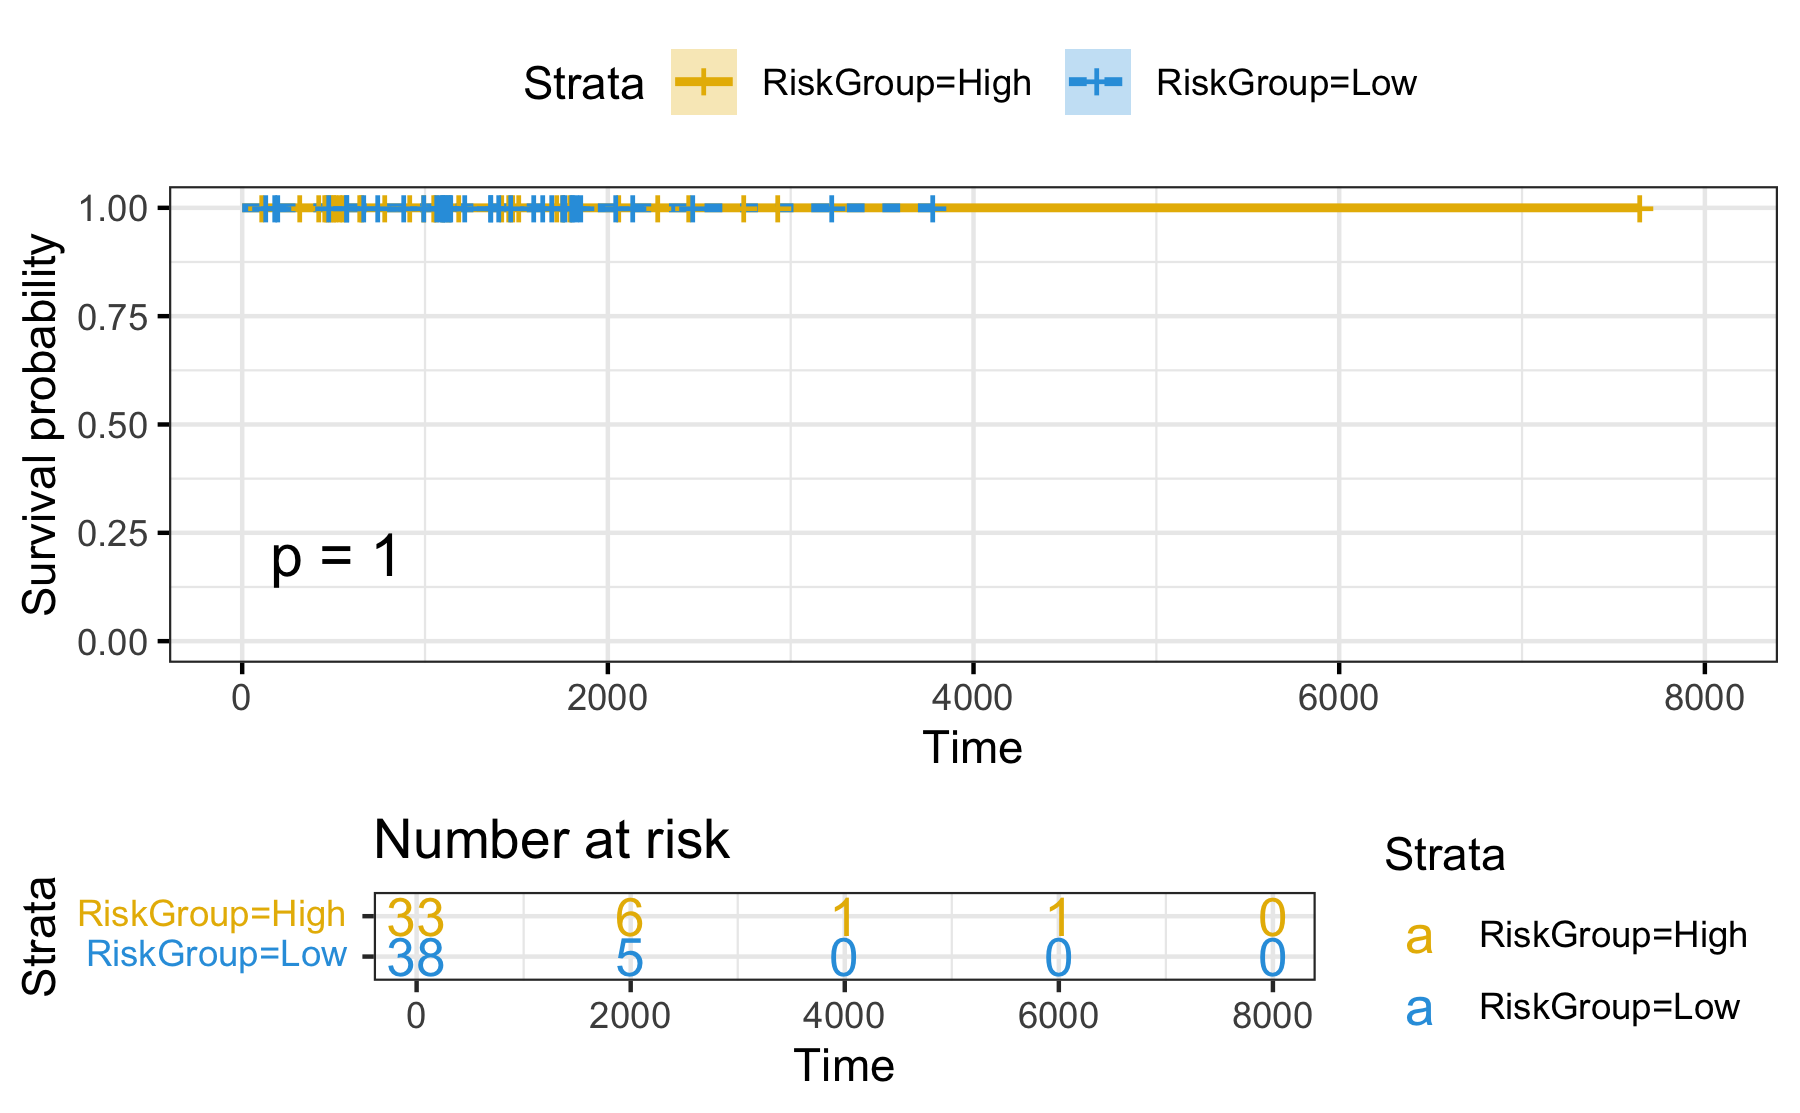 Strata RiskGroup=High RiskGroup=Low
Survival probability
1.00
0.75
0.50
0.25
0.00
p = 1
0 2000 4000 6000 8000
Time
Number at risk
Strata
RiskGroup=High 33 6 1 1 0
RiskGroup=Low 38 5 0 0 0
0 2000 4000 6000 8000
Time
Strata
a RiskGroup=High
a RiskGroup=Low